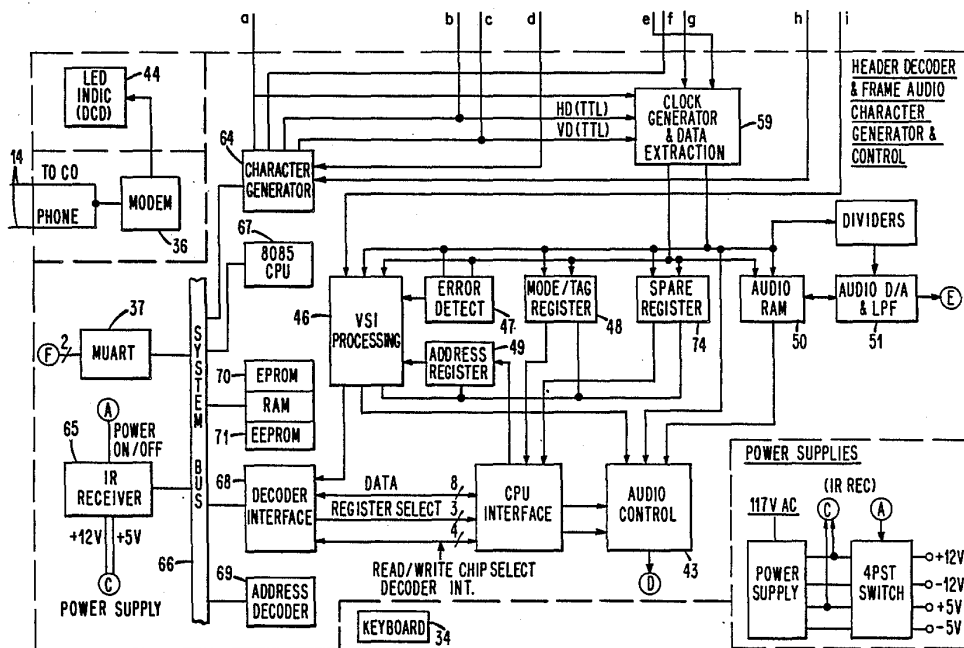 a
b
c
d
e
f
g
h
i
LED
INDIC
(DCD)
44
HEADER DECODER
& FRAME AUDIO
CHARACTER
GENERATOR &
CONTROL
CLOCK
GENERATOR
& DATA
EXTRACTION
59
HD(TTL)
VD(TTL)
64
CHARACTER
GENERATOR
14
TO CO
PHONE
MODEM
36
67
8085
CPU
DIVIDERS
46
VSI
PROCESSING
ERROR
DETECT
47
MODE/TAG
REGISTER
48
SPARE
REGISTER
74
AUDIO
RAM
50
AUDIO D/A
& LPF
51
E
F
2
37
MUART
SYSTEM
BUS
66
49
ADDRESS
REGISTER
70
EPROM
RAM
71
EEPROM
A
POWER
ON/OFF
65
IR
RECEIVER
+12V
+5V
C
POWER SUPPLY
68
DECODER
INTERFACE
DATA
8
REGISTER SELECT
3
4
READ/WRITE CHIP SELECT
DECODER INT.
CPU
INTERFACE
AUDIO
CONTROL
43
D
69
ADDRESS
DECODER
KEYBOARD
34
POWER SUPPLIES
(IR REC)
117V AC
C
A
POWER
SUPPLY
4PST
SWITCH
+12V
-12V
+5V
-5V